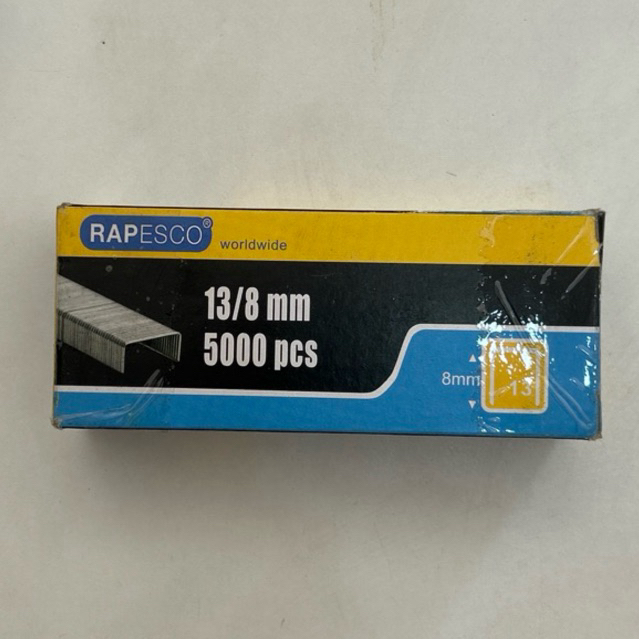 RAPESCO®
worldwide
13/8 mm
5000 pcs
8mm
13